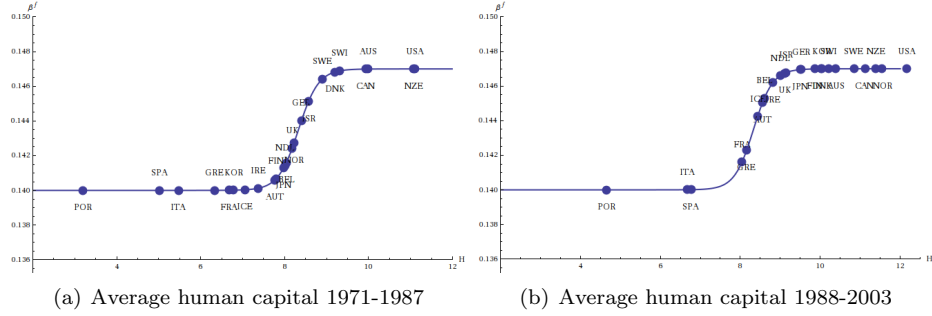 β^f
0.150
0.148
0.146
0.144
0.142
0.140
0.138
0.136
4
6
8
10
12
H
POR
SPA
ITA
GRE
KOR
FRA
ICE
IRE
AUT
JPN
BEL
FIN
NOR
NDL
UK
ISR
GER
SWE
DNK
SWI
AUS
CAN
USA
NZE
(a) Average human capital 1971-1987
β^f
0.150
0.148
0.146
0.144
0.142
0.140
0.138
0.136
4
6
8
10
12
H
POR
ITA
SPA
FRA
GRE
AUT
ICE
IRE
BEL
NDL
UK
ISR
GER
JPN
KOR
FIN
SWI
DNK
AUS
SWE
CAN
NZE
NOR
USA
(b) Average human capital 1988-2003